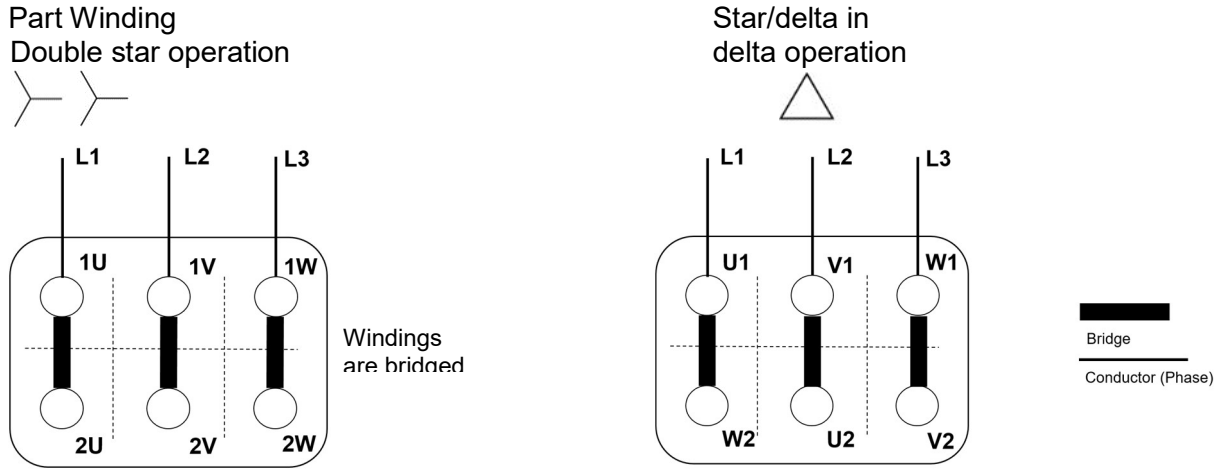 Part Winding
Double star operation
L1 L2 L3
1U 1V 1W
Windings
are bridged
2U 2V 2W
Star/delta in
delta operation
L1 L2 L3
U1 V1 W1
W2 U2 V2
Bridge
Conductor (Phase)